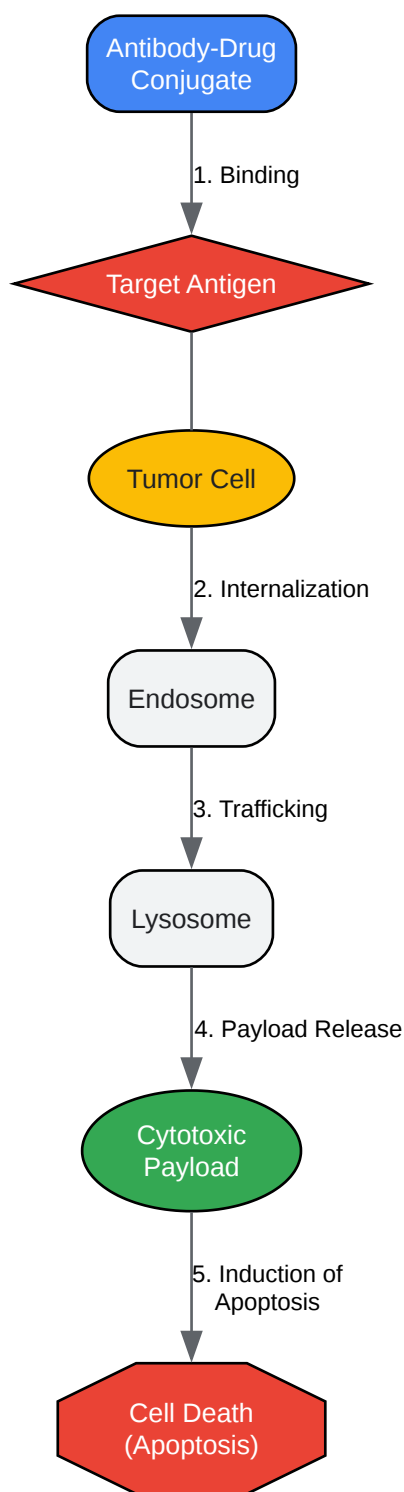 Antibody-Drug
Conjugate
1. Binding
Target Antigen
Tumor Cell
2. Internalization
Endosome
3. Trafficking
Lysosome
4. Payload Release
Cytotoxic
Payload
5. Induction of
Apoptosis
Cell Death
(Apoptosis)